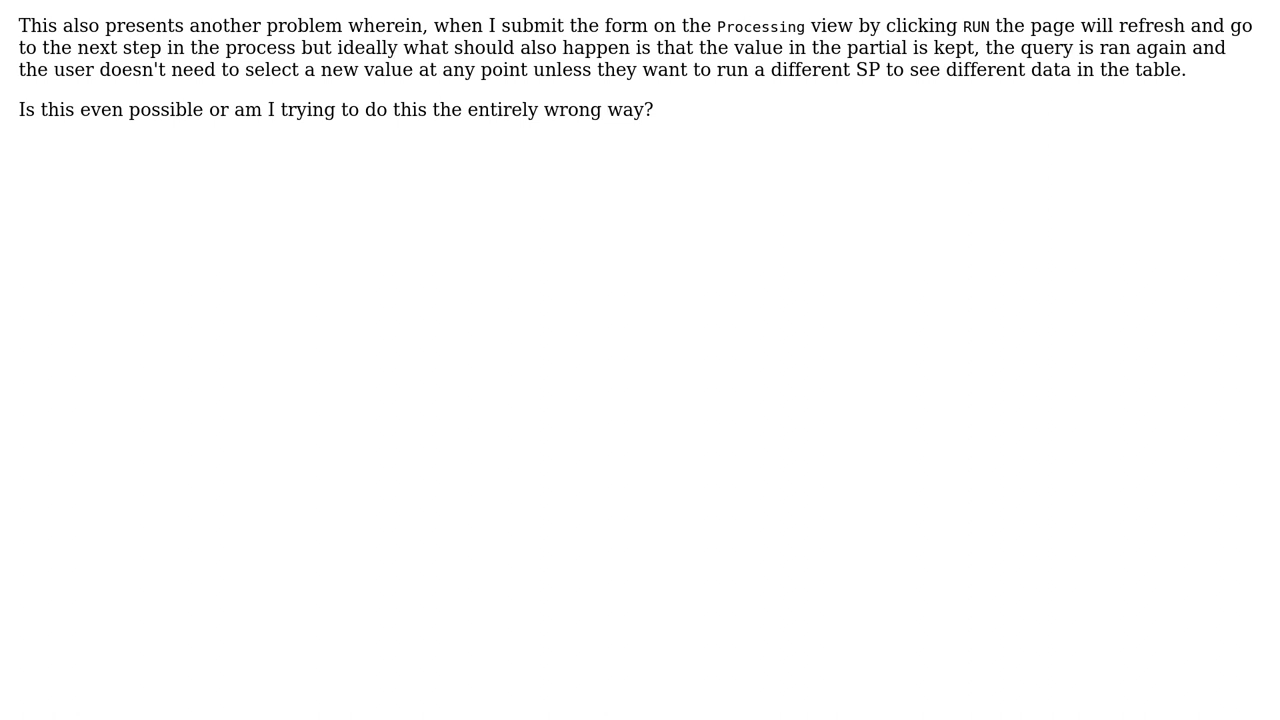 This also presents another problem wherein, when I submit the form on the Processing view by clicking RUN the page will refresh and go
to the next step in the process but ideally what should also happen is that the value in the partial is kept, the query is ran again and
the user doesn't need to select a new value at any point unless they want to run a different SP to see different data in the table.
Is this even possible or am I trying to do this the entirely wrong way?